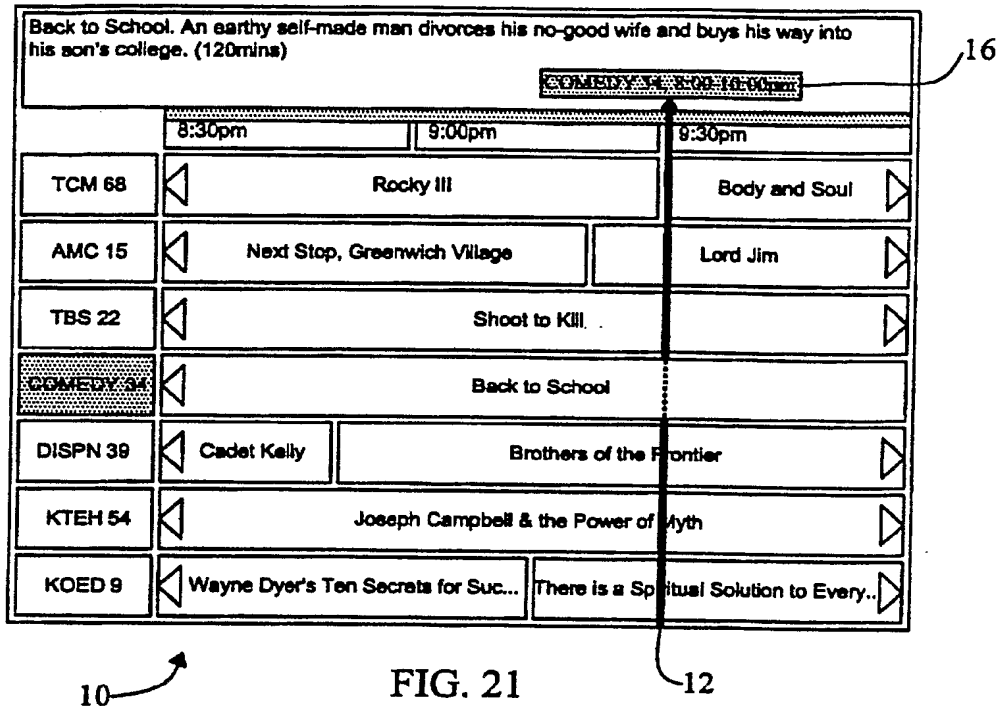 Back to School. An earthy self-made man divorces his no-good wife and buys his way into
his son's college. (120mins)
16
COMEDY 34, 8:00-10:00pm
8:30pm 9:00pm 9:30pm
TCM 68 Rocky III Body and Soul
AMC 15 Next Stop, Greenwich Village Lord Jim
TBS 22 Shoot to Kill
COMEDY 34 Back to School
DISPN 39 Cadet Kelly Brothers of the Frontier
KTEH 54 Joseph Campbell & the Power of Myth
KOED 9 Wayne Dyer's Ten Secrets for Suc... There is a Spiritual Solution to Every..
10 FIG. 21 12